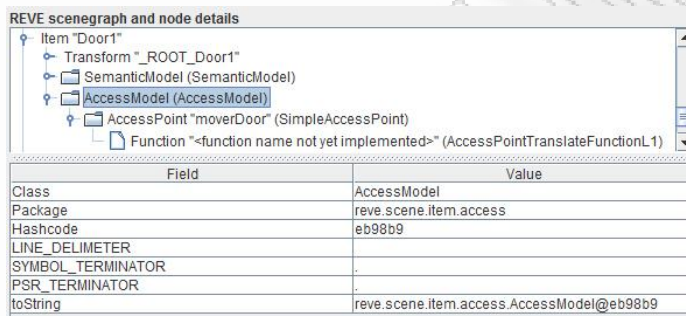 REVE scenegraph and node details
Item "Door1"
Transform "_ROOT_Door1"
SemanticModel (SemanticModel)
AccessModel (AccessModel)
AccessPoint "moverDoor" (SimpleAccessPoint)
Function "<function name not yet implemented>" (AccessPointTranslateFunctionL1)
Field Value
Class AccessModel
Package reve.scene.item.access
Hashcode eb98b9
LINE_DELIMETER
SYMBOL_TERMINATOR .
PSR_TERMINATOR .
toString reve.scene.item.access.AccessModel@eb98b9